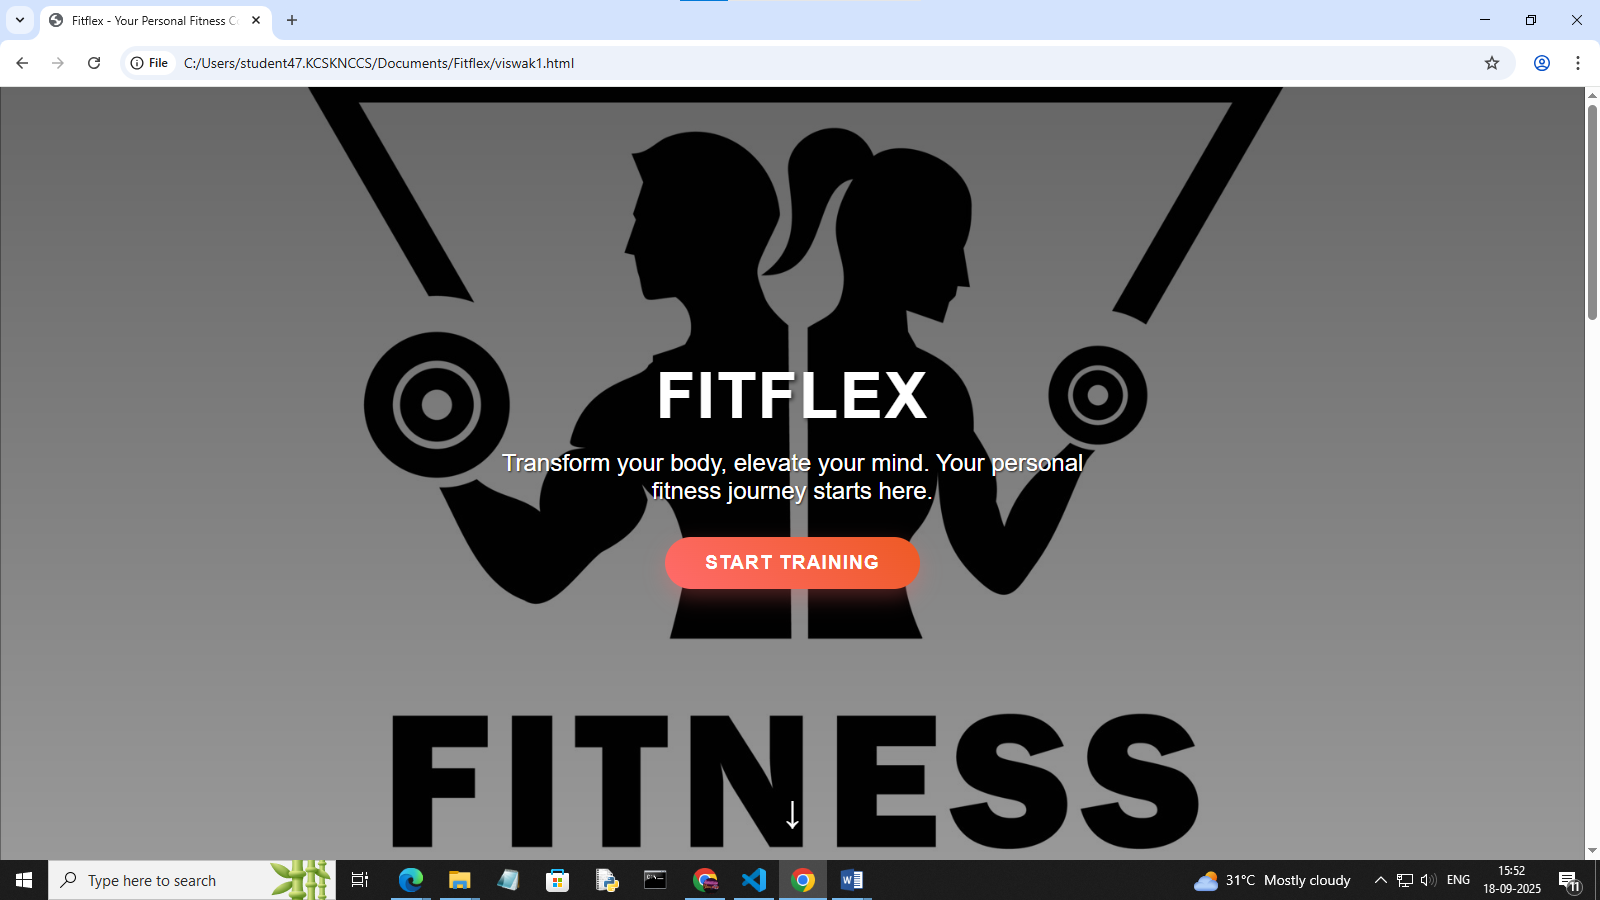 Fitflex - Your Personal Fitness
File
C:/Users/student47.KCSKNCCS/Documents/Fitflex/viswak1.html
FITFLEX
Transform your body, elevate your mind. Your personal
fitness journey starts here.
START TRAINING
↓
FITNESS
Type here to search
31°C Mostly cloudy
ENG
15:52
18-09-2025
11